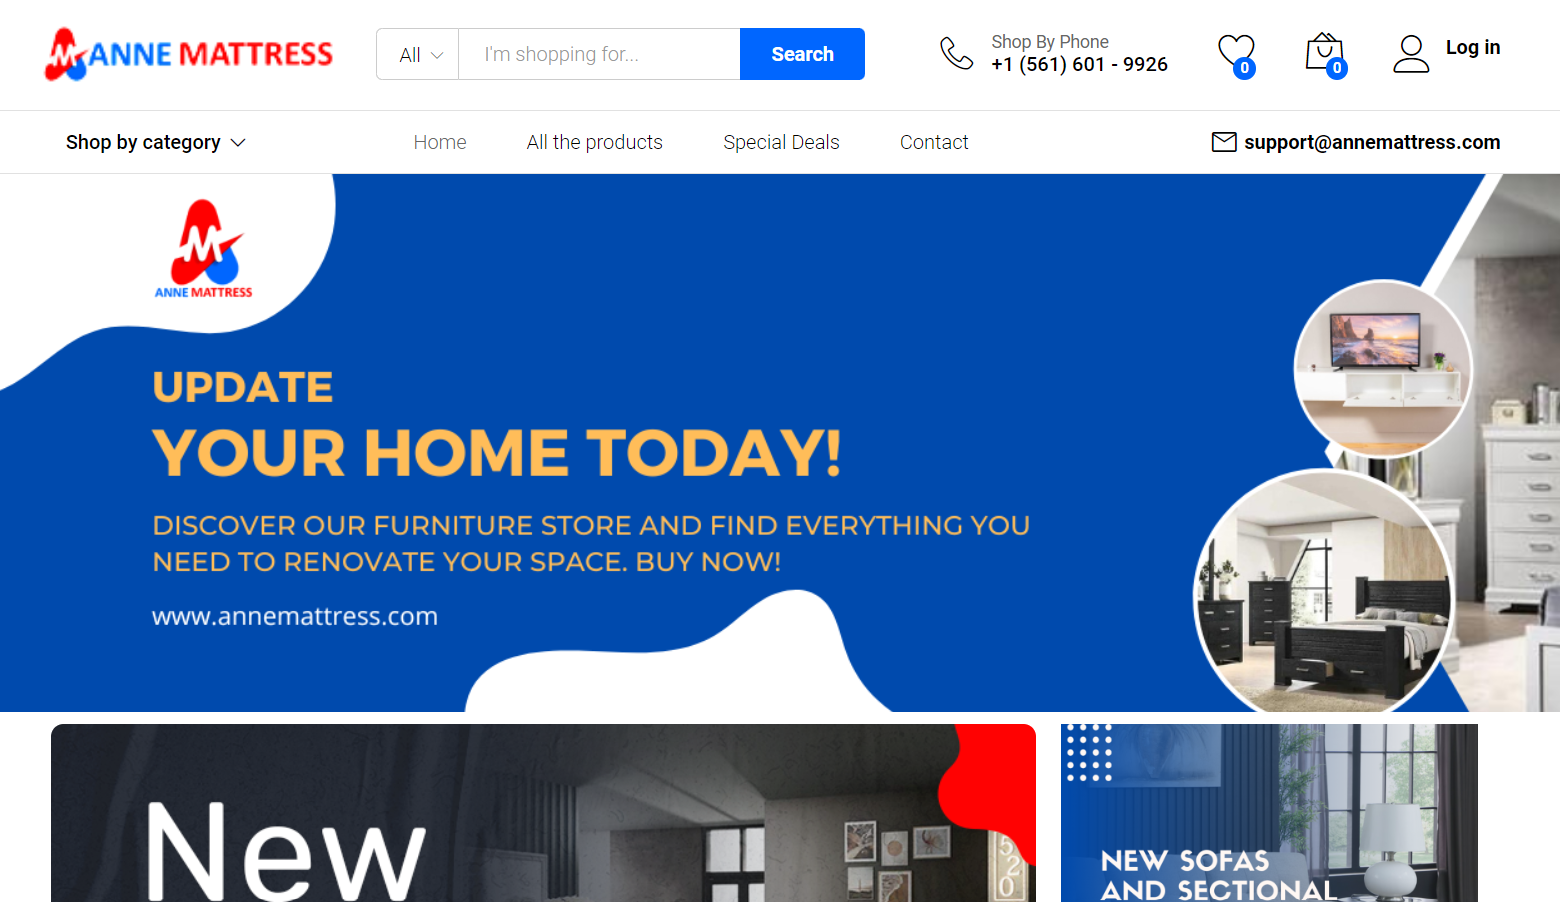 ANNE MATTRESS
All
I'm shopping for...
Search
Shop By Phone
+1 (561) 601 - 9926
0
0
Log in
Shop by category
Home
All the products
Special Deals
Contact
support@annemattress.com
ANNE MATTRESS
UPDATE
YOUR HOME TODAY!
DISCOVER OUR FURNITURE STORE AND FIND EVERYTHING YOU
NEED TO RENOVATE YOUR SPACE. BUY NOW!
www.annemattress.com
New
520
NEW SOFAS
AND SECTIONAL